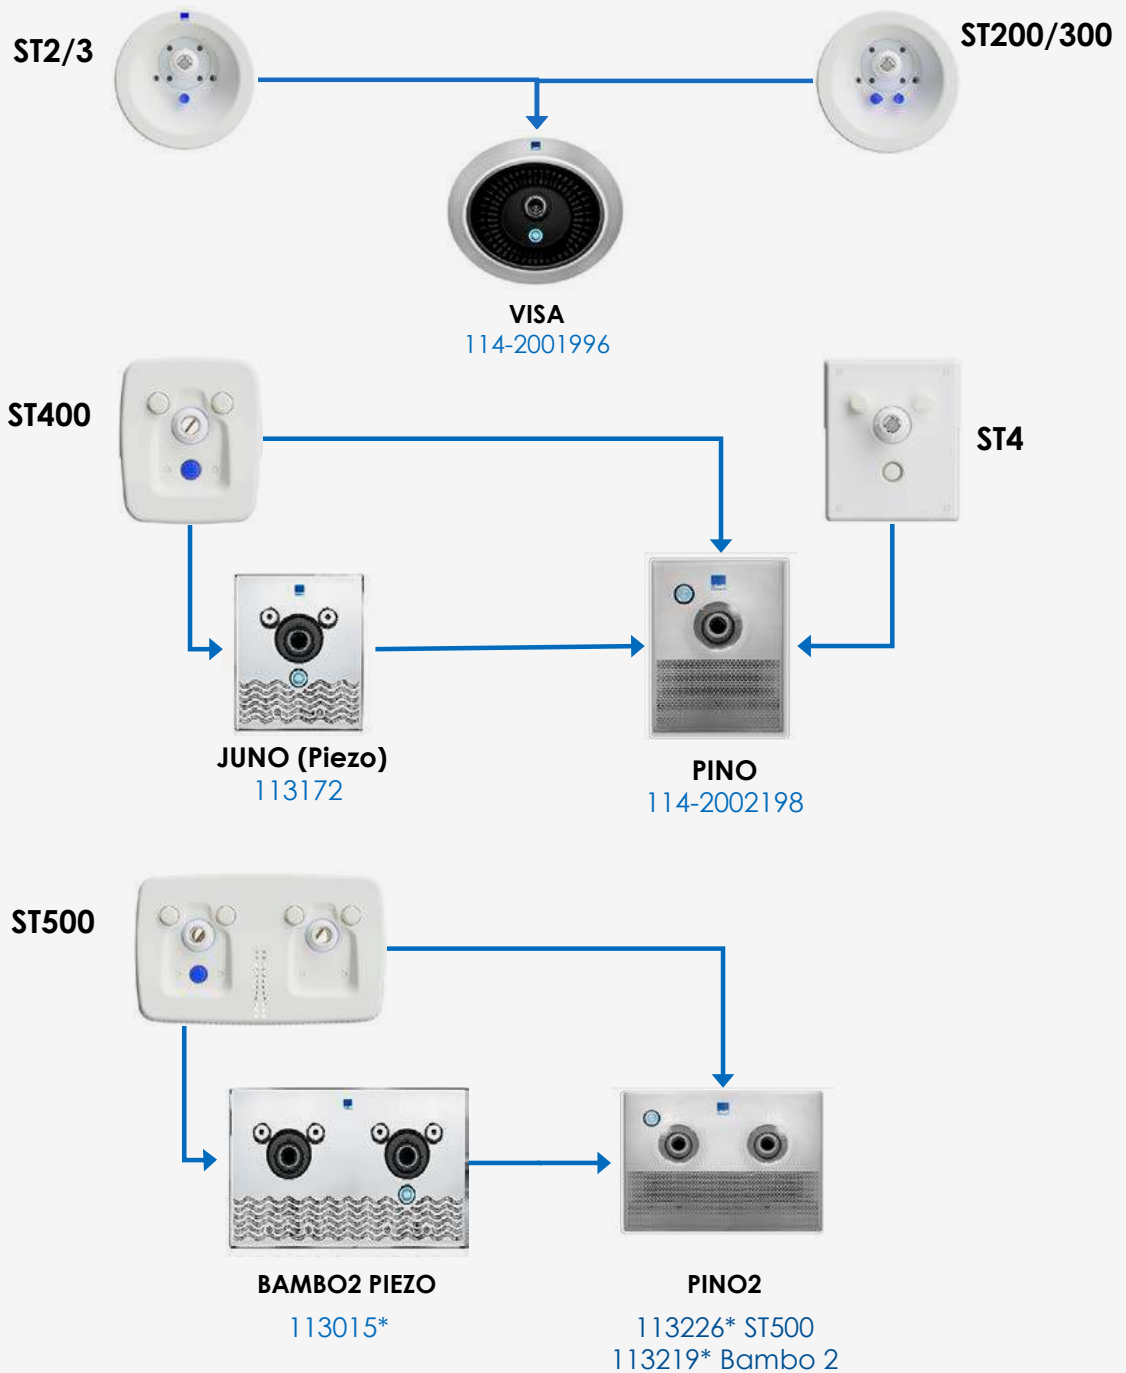 ST2/3
ST200/300
VISA
114-2001996
ST400
ST4
JUNO (Piezo)
113172
PINO
114-2002198
ST500
BAMBO2 PIEZO
113015*
PINO2
113226* ST500
113219* Bambo 2